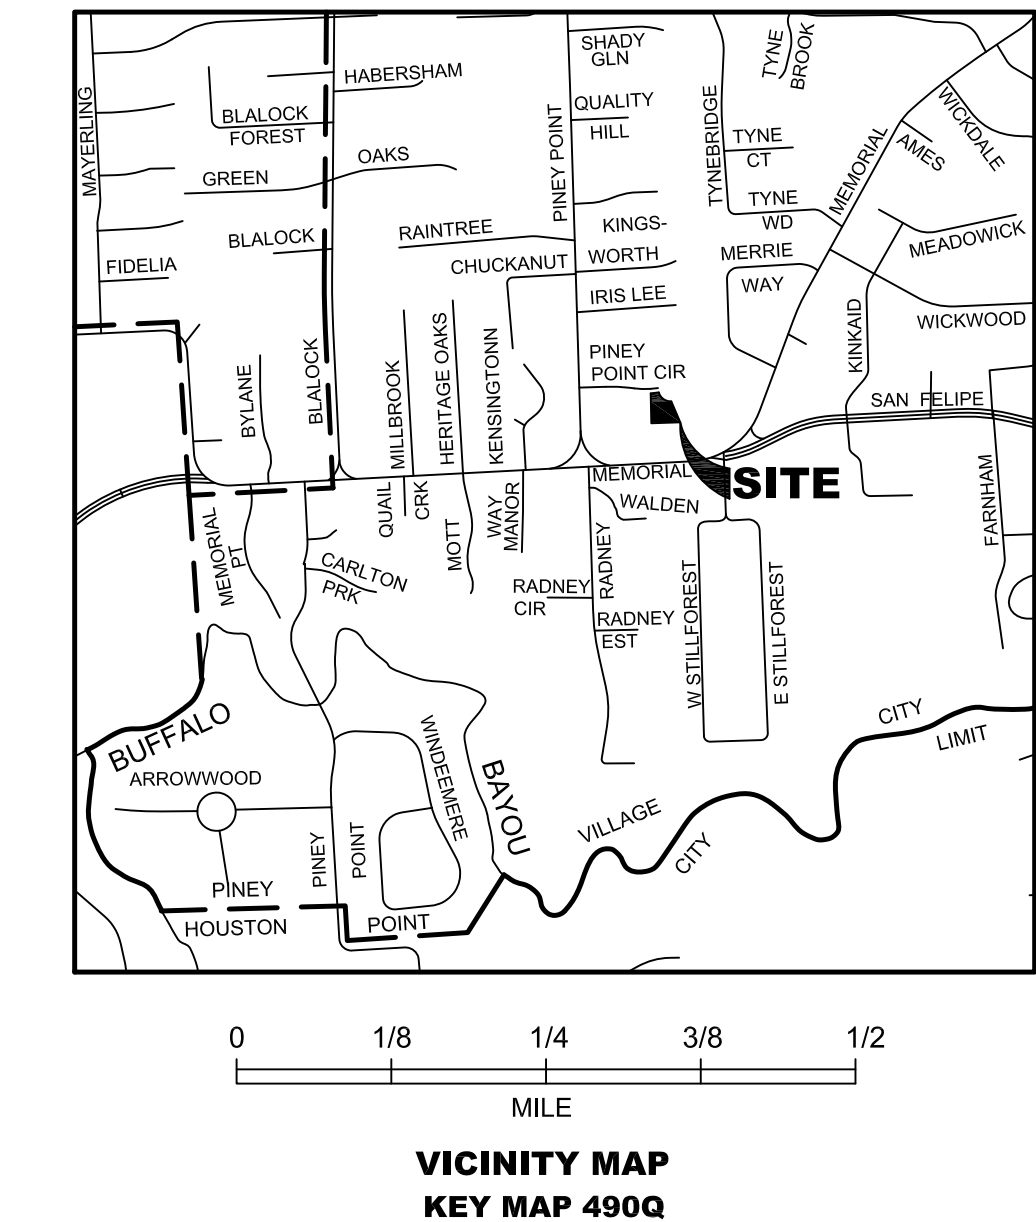 SHADY
GLN
TYNE
BROOK
HABERSHAM
MAYERLING
BLALOCK
FOREST
QUALITY
HILL
PINEY POINT
TYNEBRIDGE
WICKDALE
AMES
MEMORIAL
TYNE
CT
OAKS
GREEN
TYNE
WD
KINGS-
WORTH
RAINTREE
BLALOCK
CHUCKANUT
MERRIE
WAY
MEADOWICK
FIDELIA
IRIS LEE
WICKWOOD
KINKAID
BYLANE
BLALOCK
MILLBROOK
HERITAGE OAKS
KENSINGTONN
PINEY
POINT CIR
SAN FELIPE
MEMORIAL
SITE
WALDEN
FARNHAM
QUAIL
CRK
MOTT
WAY
MANOR
MEMORIAL
PT
CARLTON
PRK
RADNEY
RADNEY
CIR
RADNEY
EST
W STILLFOREST
E STILLFOREST
BUFFALO
BAYOU
WINDEEMERE
CITY
LIMIT
ARROWWOOD
VILLAGE
CITY
PINEY
POINT
PINEY
HOUSTON
POINT
0 1/8 1/4 3/8 1/2
MILE
VICINITY MAP
KEY MAP 490Q